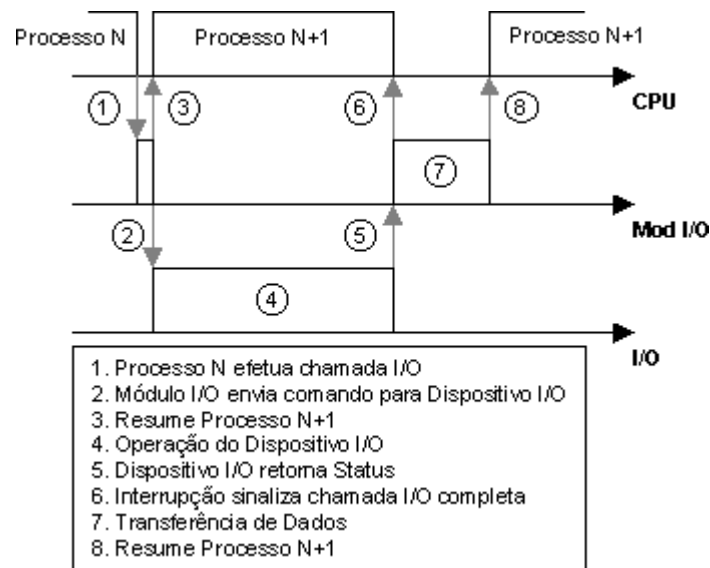 Processo N
Processo N+1
Processo N+1
1
3
6
8
CPU
7
2
5
Mod I/O
4
I/O
1. Processo N efetua chamada I/O
2. Módulo I/O envia comando para Dispositivo I/O
3. Resume Processo N+1
4. Operação do Dispositivo I/O
5. Dispositivo I/O retorna Status
6. Interrupção sinaliza chamada I/O completa
7. Transferência de Dados
8. Resume Processo N+1